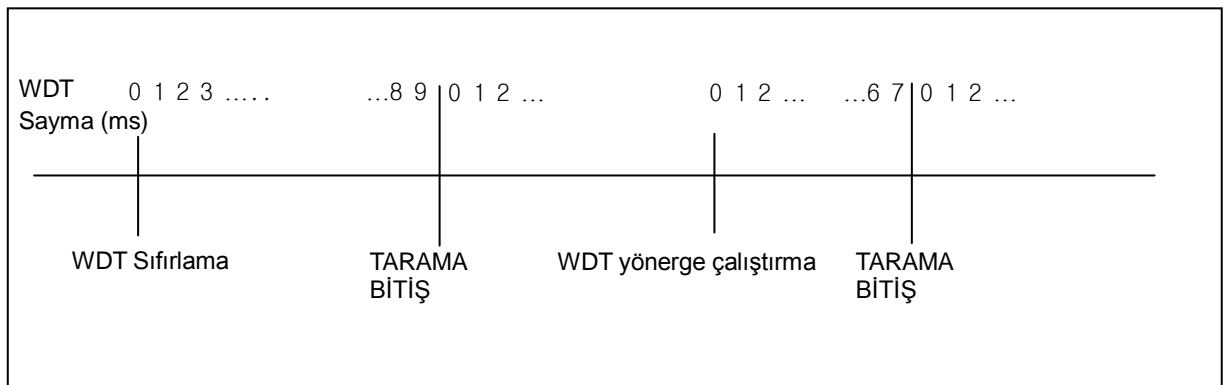 WDT 0 1 2 3 ..... ...8 9 0 1 2 ... 0 1 2 ... ...6 7 0 1 2 ...
Sayma (ms)
WDT Sıfırlama TARAMA WDT yönerge çalıştırma TARAMA
BİTİŞ BİTİŞ